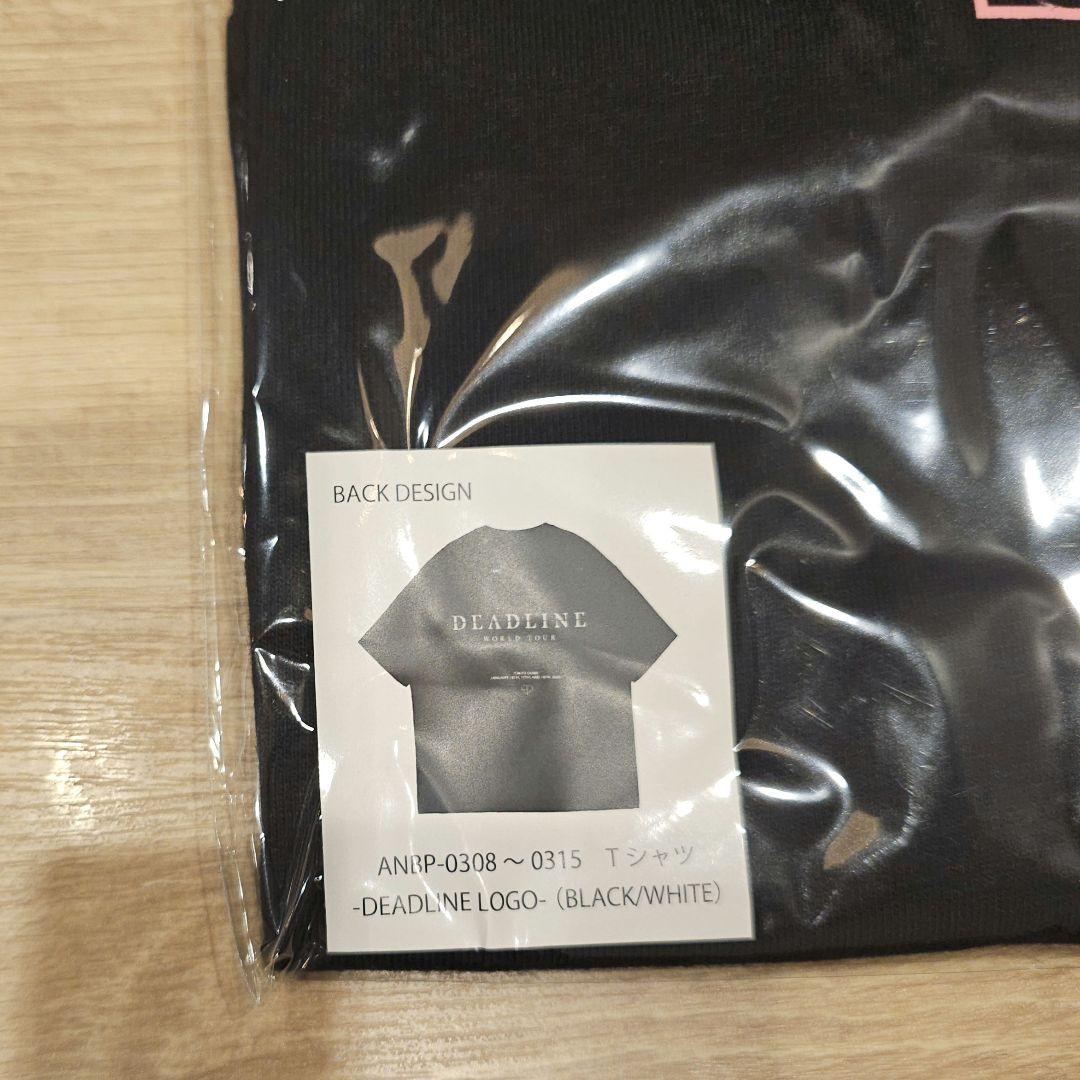 BACK DESIGN
DEADLINE
WORLD TOUR
ANBP-0308～0315 Tシャツ
-DEADLINE LOGO-（BLACK/WHITE）